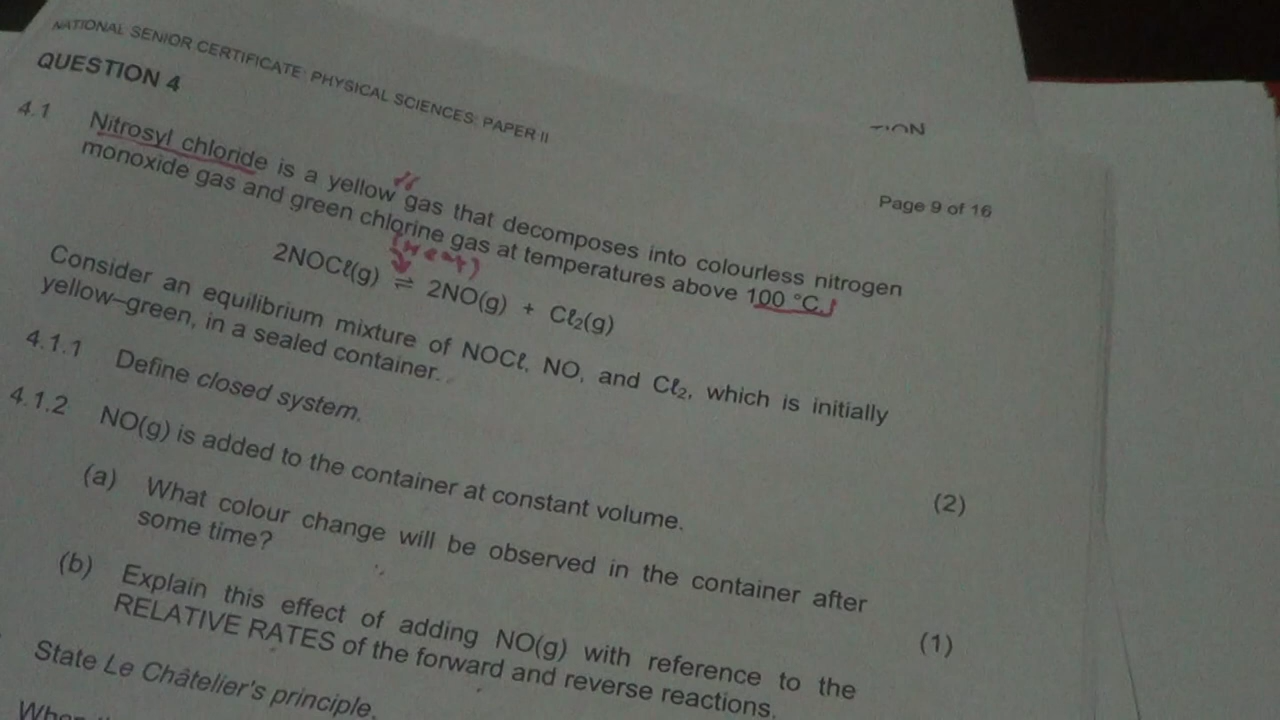 NATIONAL SENIOR CERTIFICATE: PHYSICAL SCIENCES: PAPER II
Page 9 of 16
QUESTION 4
4.1 Nitrosyl chloride is a yellow gas that decomposes into colourless nitrogen
monoxide gas and green chlorine gas at temperatures above 100 °C.
(heat)
2NOCℓ(g) ⇌ 2NO(g) + Cℓ₂(g)
Consider an equilibrium mixture of NOCℓ, NO, and Cℓ₂, which is initially
yellow–green, in a sealed container.
4.1.1 Define closed system. (2)
4.1.2 NO(g) is added to the container at constant volume.
(a) What colour change will be observed in the container after
some time? (1)
(b) Explain this effect of adding NO(g) with reference to the
RELATIVE RATES of the forward and reverse reactions.
State Le Châtelier's principle.